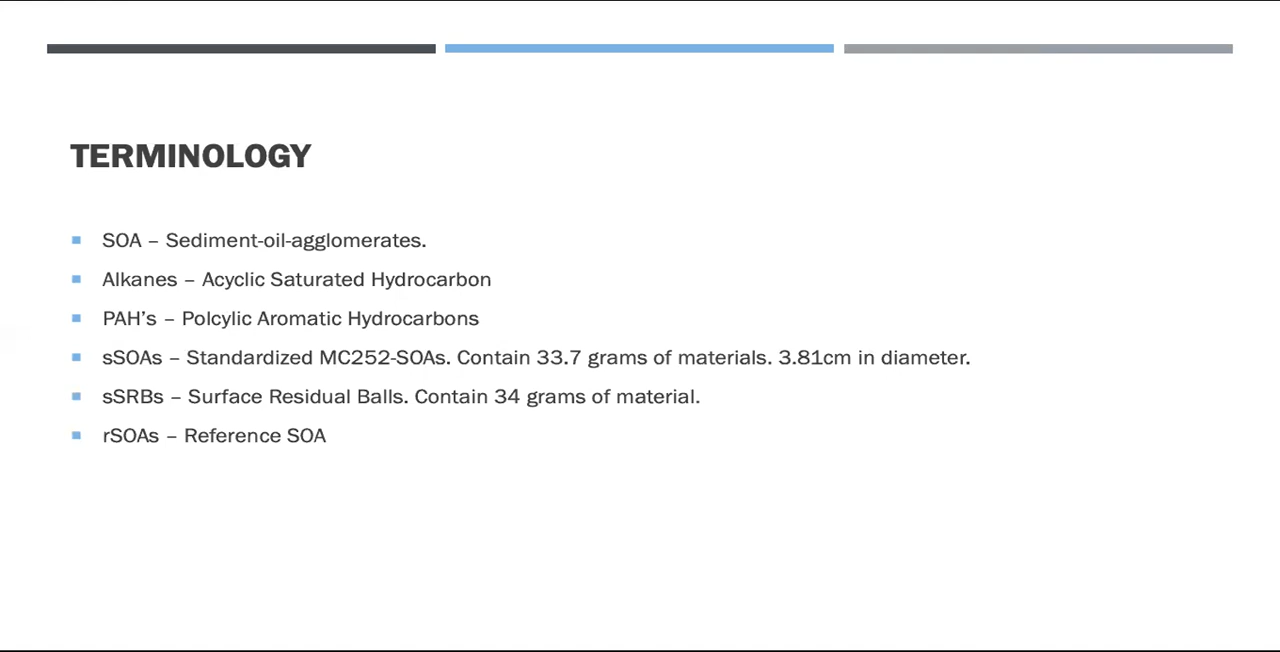 TERMINOLOGY
SOA – Sediment-oil-agglomerates.
Alkanes – Acyclic Saturated Hydrocarbon
PAH’s – Polcylic Aromatic Hydrocarbons
sSOAs – Standardized MC252-SOAs. Contain 33.7 grams of materials. 3.81cm in diameter.
sSRBs – Surface Residual Balls. Contain 34 grams of material.
rSOAs – Reference SOA